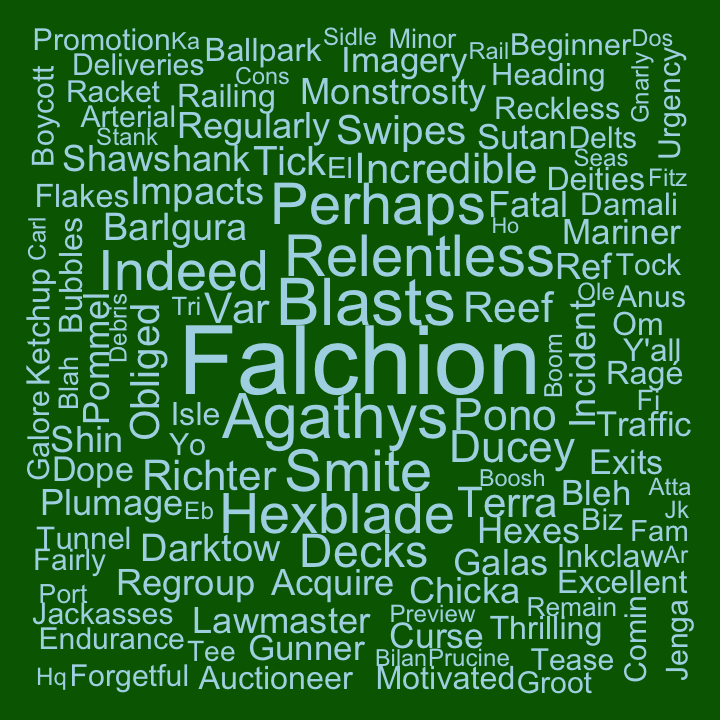 Promotion Ka Ballpark Sidle Minor Rail Beginner Dos
Deliveries Cons Imagery Heading Gnarly Urgency
Boycott Racket Railing Monstrosity Reckless
Arterial Stank Regularly Swipes Sutan Delts
Shawshank Tick El Incredible Seas Deities Fitz
Flakes Impacts Perhaps Fatal Damali
Carl Bubbles Barlgura Ho Mariner
Indeed Relentless Ref Tock
Ketchup Pommel Debris Obliged Tri Var Blasts Reef Ole Anus
Incident Om
Blah Falchion Boom Y'all
Ragé
Galore Isle Agathys Pono Fi Traffic
Shin Yo Ducey
Dope Richter Smite Boosh Exits
Plumage Eb Hexblade Terra Bleh Atta
Jk
Tunnel Darktow Decks Hexes Biz Fam
Fairly Galas Inkclaw Ar
Port Regroup Acquire Chicka Excellent
Jackasses Lawmaster Preview Remain Comin Jenga
Endurance Tee Gunner Curse Thrilling
Bilan Prucine Tease
Hq Forgetful Auctioneer Motivated Groot